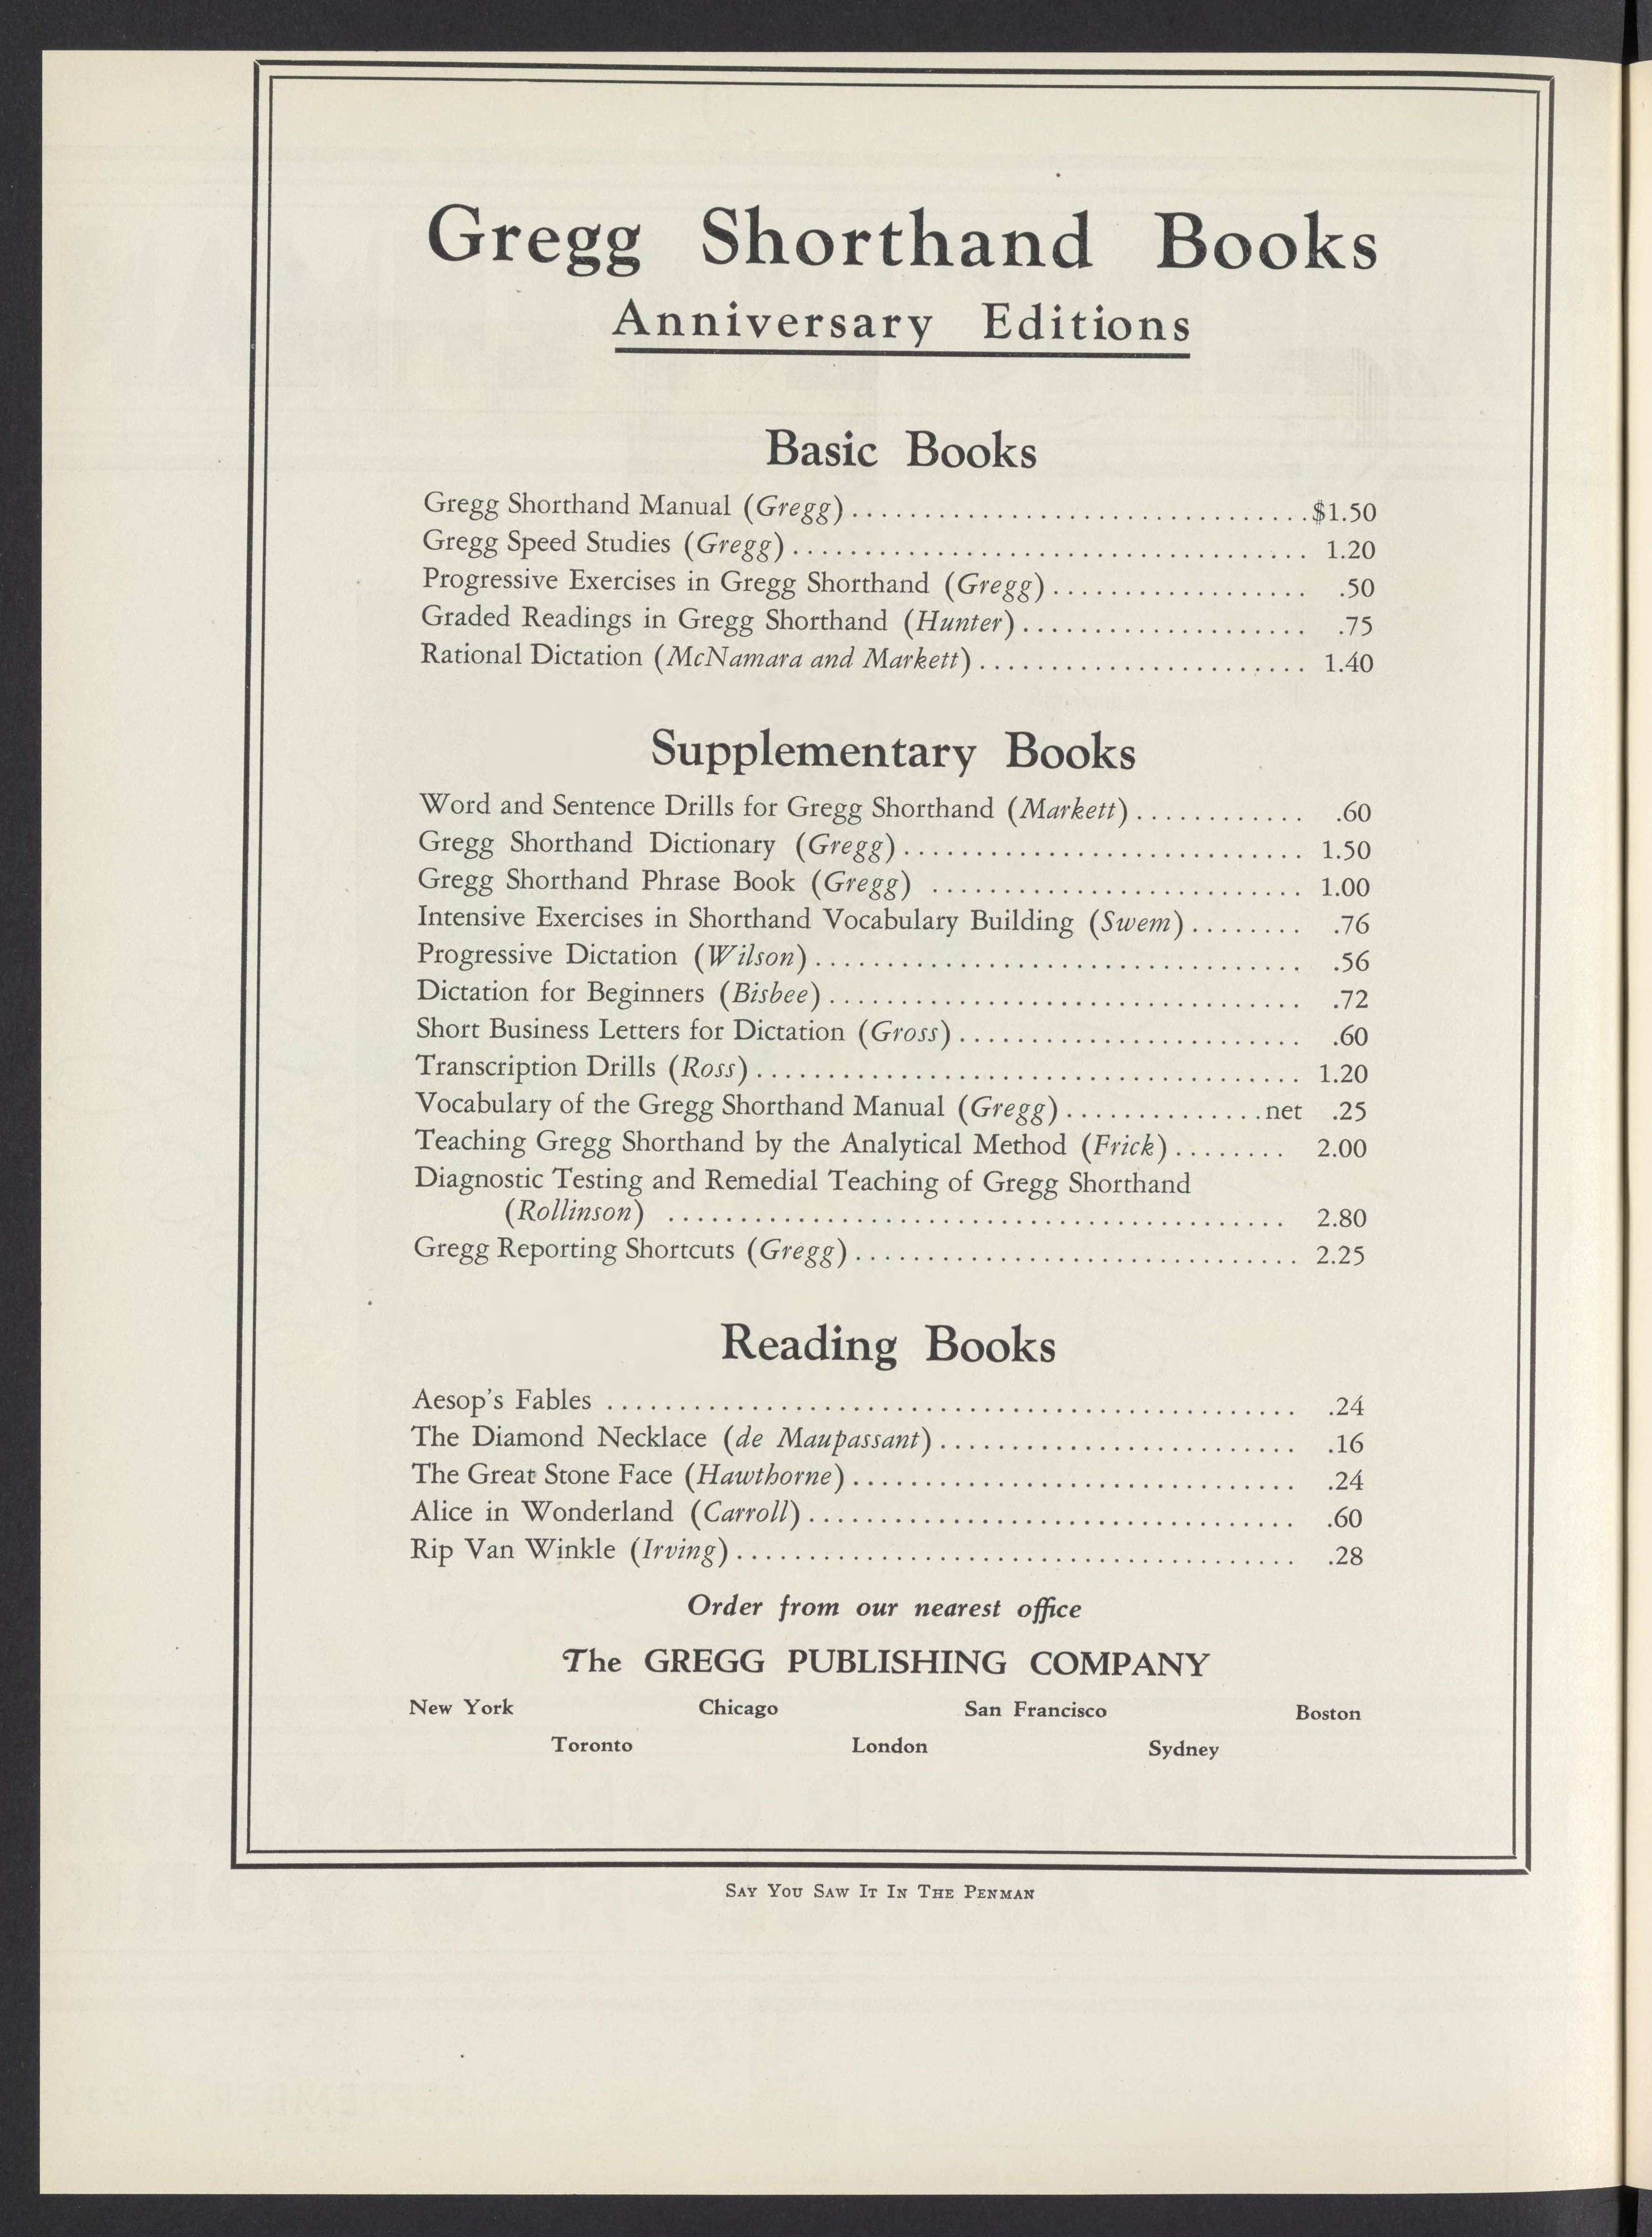 Gregg Shorthand Books
Anniversary Editions
Basic Books
Gregg Shorthand Manual (Gregg)................................$1.50
Gregg Speed Studies (Gregg).................................... 1.20
Progressive Exercises in Gregg Shorthand (Gregg).................. .50
Graded Readings in Gregg Shorthand (Hunter).................... .75
Rational Dictation (McNamara and Markett)....................... 1.40
Supplementary Books
Word and Sentence Drills for Gregg Shorthand (Markett)............ .60
Gregg Shorthand Dictionary (Gregg)............................ 1.50
Gregg Shorthand Phrase Book (Gregg) .......................... 1.00
Intensive Exercises in Shorthand Vocabulary Building (Swem)........ .76
Progressive Dictation (Wilson).................................. .56
Dictation for Beginners (Bisbee)................................. .72
Short Business Letters for Dictation (Gross)........................ .60
Transcription Drills (Ross)...................................... 1.20
Vocabulary of the Gregg Shorthand Manual (Gregg)..............net .25
Teaching Gregg Shorthand by the Analytical Method (Frick)........ 2.00
Diagnostic Testing and Remedial Teaching of Gregg Shorthand
(Rollinson) ........................................... 2.80
Gregg Reporting Shortcuts (Gregg)............................... 2.25
Reading Books
Aesop's Fables ................................................ .24
The Diamond Necklace (de Maupassant)......................... .16
The Great Stone Face (Hawthorne)............................... .24
Alice in Wonderland (Carroll).................................. .60
Rip Van Winkle (Irving)....................................... .28
Order from our nearest office
The GREGG PUBLISHING COMPANY
New York Chicago San Francisco Boston
Toronto London Sydney
Say You Saw It In The Penman